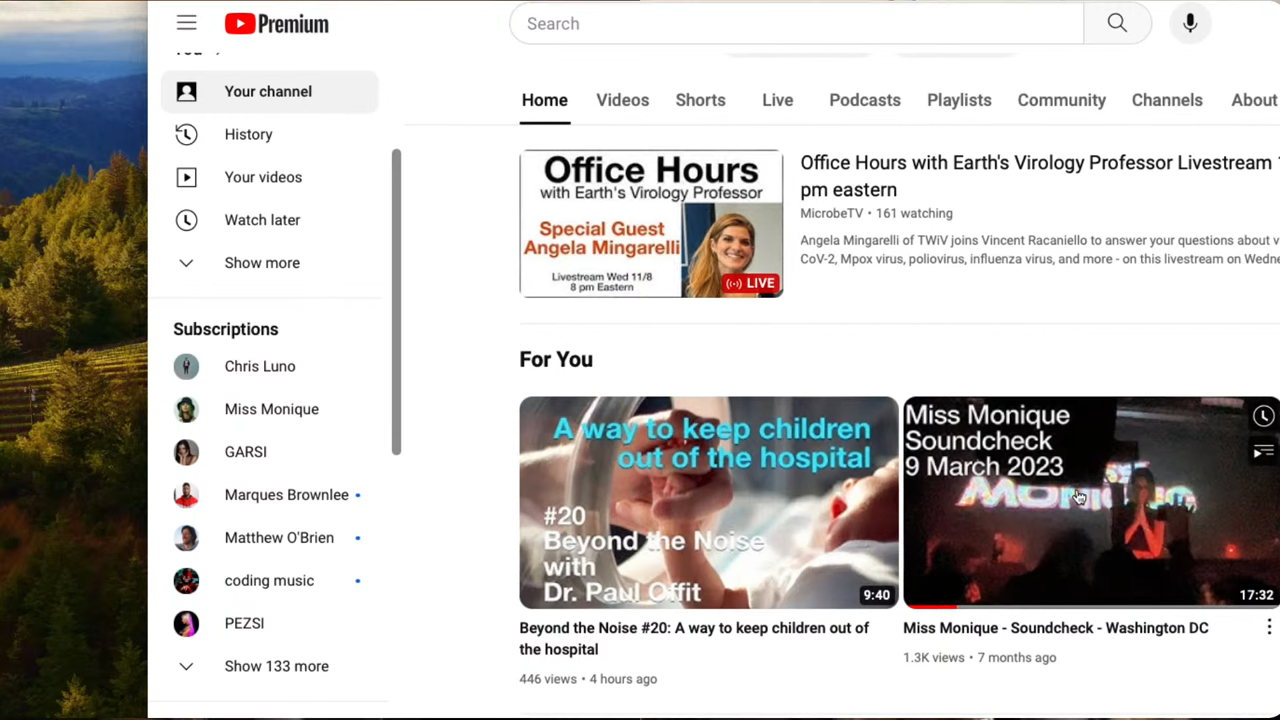 Premium
Search
Your channel
History
Your videos
Watch later
Show more
Subscriptions
Chris Luno
Miss Monique
GARSI
Marques Brownlee
Matthew O'Brien
coding music
PEZSI
Show 133 more
Home Videos Shorts Live Podcasts Playlists Community Channels About
Office Hours
with Earth's Virology Professor
Special Guest
Angela Mingarelli
Livestream Wed 11/8
8 pm Eastern
LIVE
Office Hours with Earth's Virology Professor Livestream
pm eastern
MicrobeTV • 161 watching
Angela Mingarelli of TWiV joins Vincent Racaniello to answer your questions about
CoV-2, Mpox virus, poliovirus, influenza virus, and more - on this livestream on
For You
A way to keep children
out of the hospital
#20
Beyond the Noise
with
Dr. Paul Offit
9:40
Beyond the Noise #20: A way to keep children out of
the hospital
446 views • 4 hours ago
Miss Monique
Soundcheck
9 March 2023
17:32
Miss Monique - Soundcheck - Washington DC
1.3K views • 7 months ago